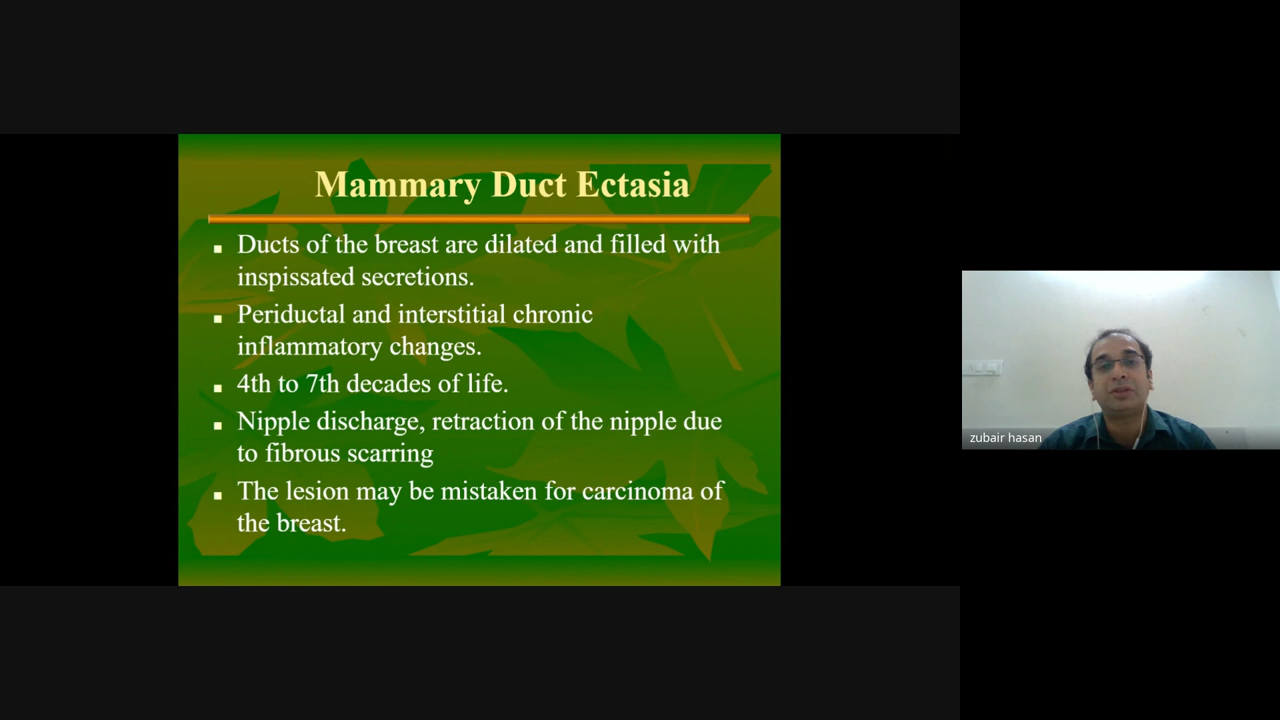 Mammary Duct Ectasia
▪ Ducts of the breast are dilated and filled with
inspissated secretions.
▪ Periductal and interstitial chronic
inflammatory changes.
▪ 4th to 7th decades of life.
▪ Nipple discharge, retraction of the nipple due
to fibrous scarring
▪ The lesion may be mistaken for carcinoma of
the breast.
zubair hasan